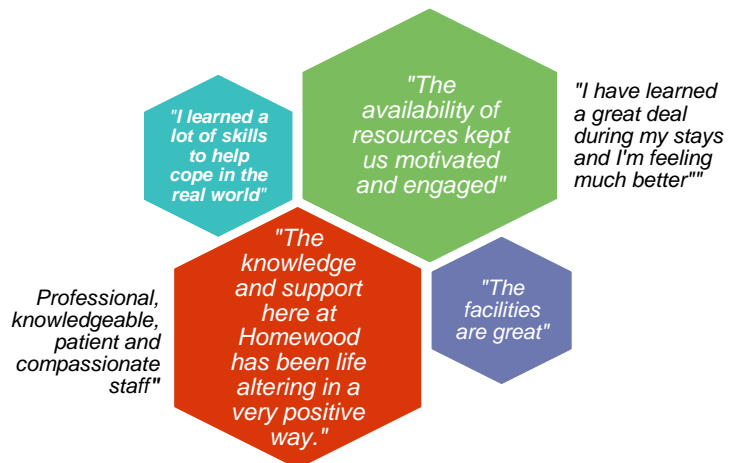 "I learned a
lot of skills
to help
cope in the
real world"
"The
availability of
resources kept
us motivated
and engaged"
"I have learned
a great deal
during my stays
and I'm feeling
much better""
Professional,
knowledgeable,
patient and
compassionate
staff"
"The
knowledge
and support
here at
Homewood
has been life
altering in a
very positive
way."
"The
facilities
are great"